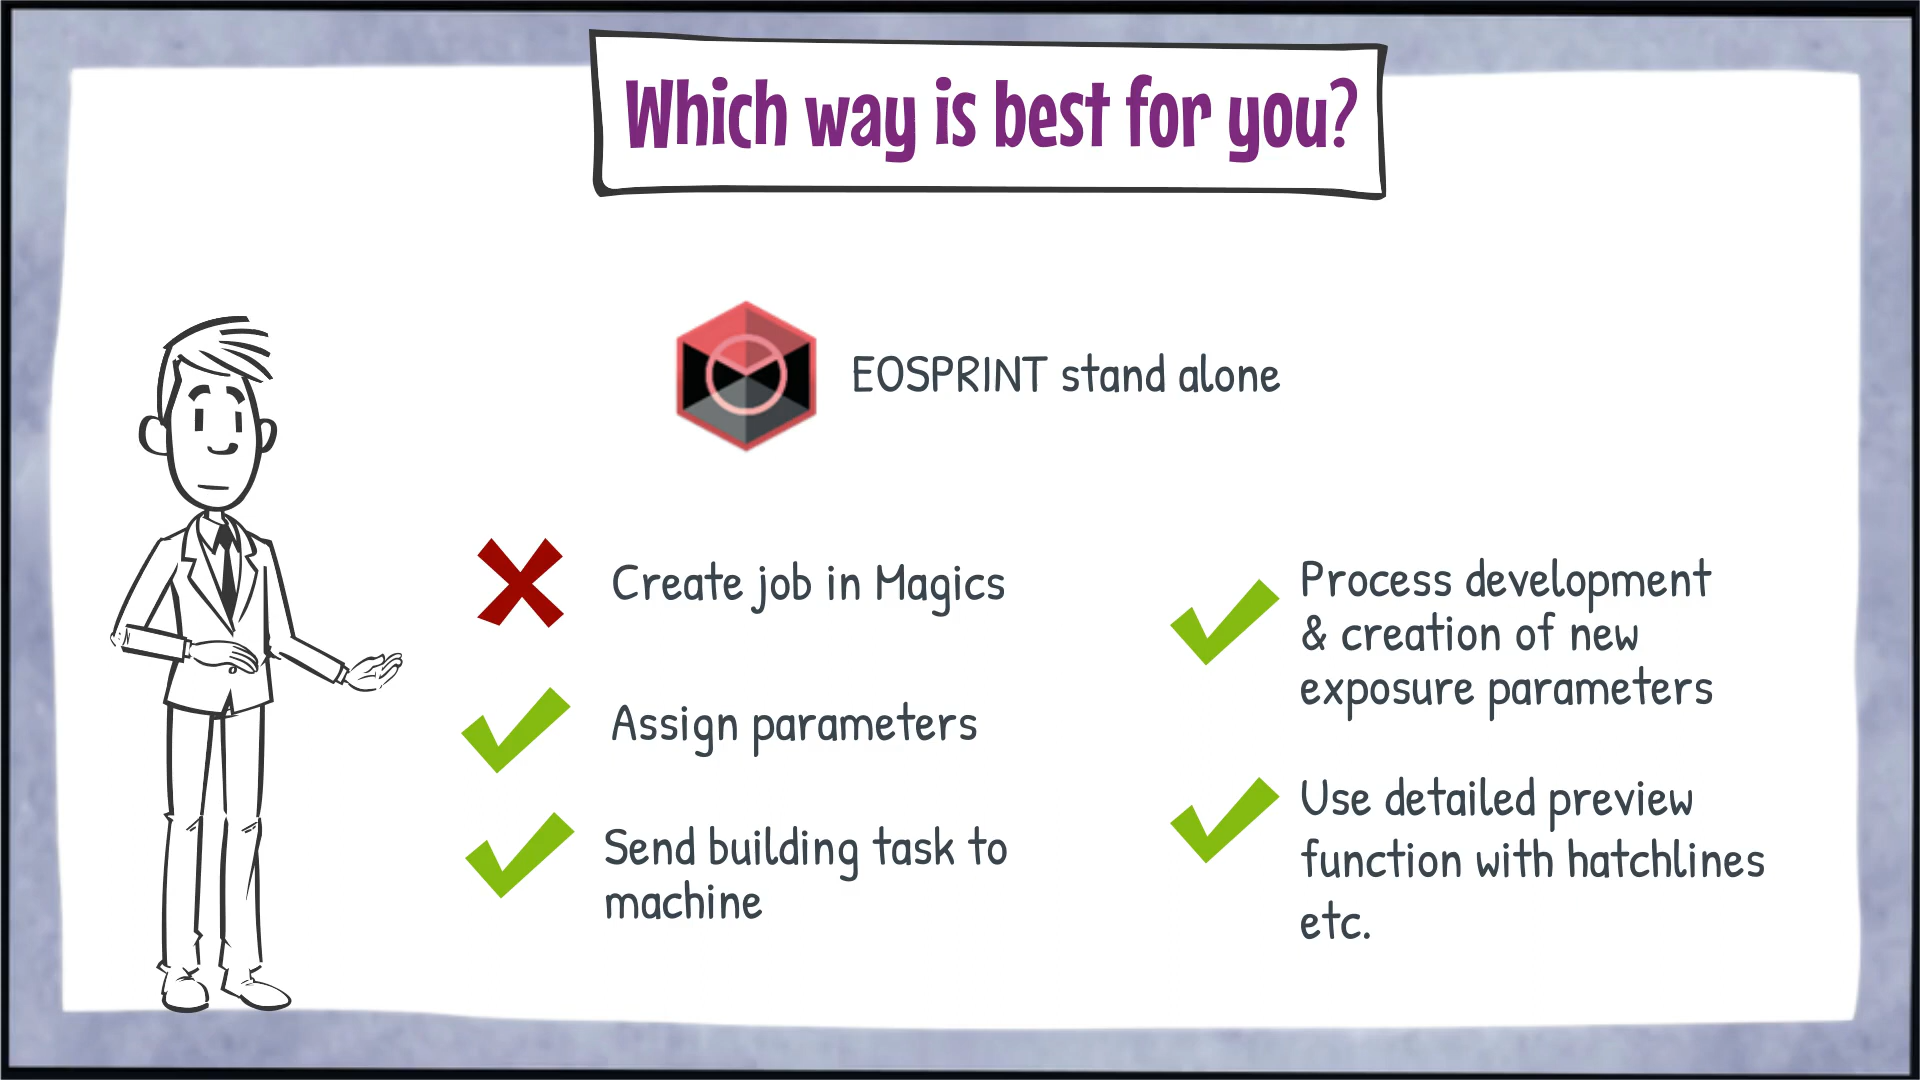 Which way is best for you?
EOSPRINT stand alone
Create job in Magics
Assign parameters
Send building task to
machine
Process development
& creation of new
exposure parameters
Use detailed preview
function with hatchlines
etc.